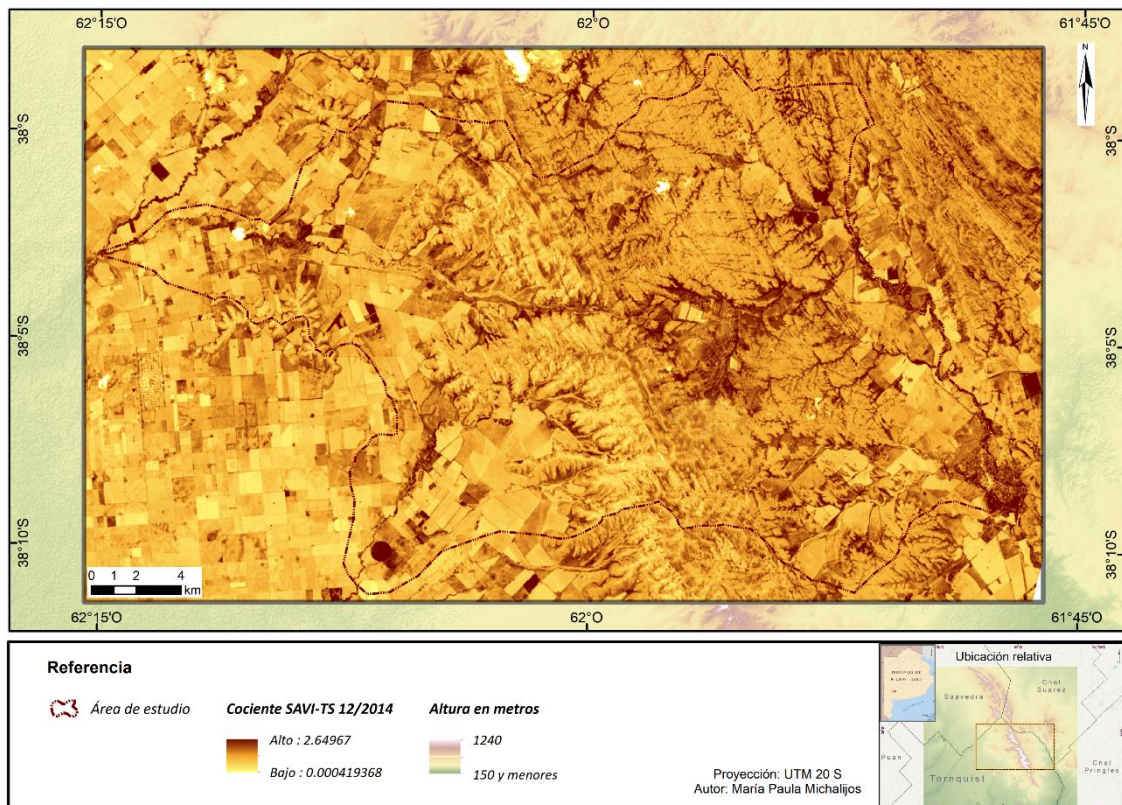 62°15'O 62°O 61°45'O
N
38°S 38°S
38°5'S 38°5'S
38°10'S 38°10'S
0 1 2 4
km
62°15'O 62°O 61°45'O
Referencia
Área de estudio
Cociente SAVI-TS 12/2014
Alto : 2.64967
Bajo : 0.000419368
Altura en metros
1240
150 y menores
Proyección: UTM 20 S
Autor: María Paula Michalijos
Ubicación relativa
Saavedra
Cnel
Suarez
Puan
Tornquist
Cnel
Pringles